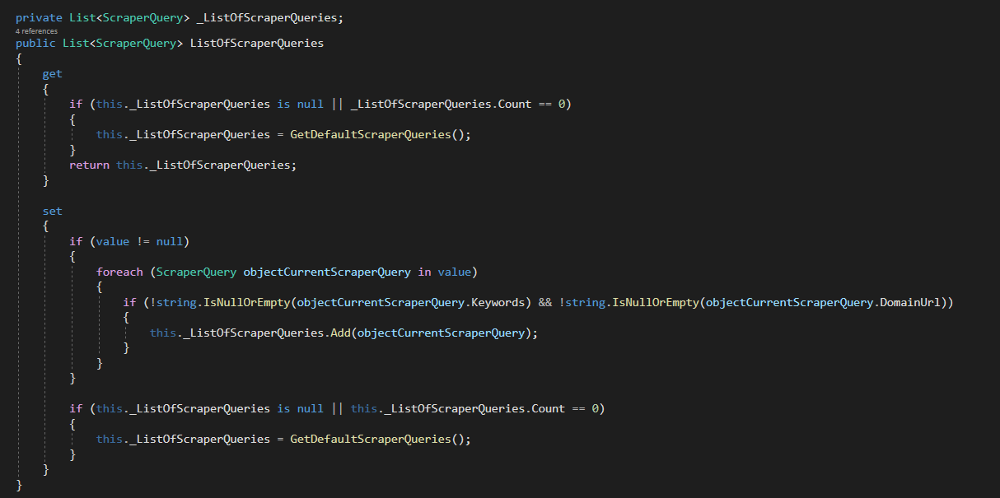 private List<ScraperQuery> _ListOfScraperQueries;
4 references
public List<ScraperQuery> ListOfScraperQueries
{
    get
    {
        if (this._ListOfScraperQueries is null || _ListOfScraperQueries.Count == 0)
        {
            this._ListOfScraperQueries = GetDefaultScraperQueries();
        }
        return this._ListOfScraperQueries;
    }

    set
    {
        if (value != null)
        {
            foreach (ScraperQuery objectCurrentScraperQuery in value)
            {
                if (!string.IsNullOrEmpty(objectCurrentScraperQuery.Keywords) && !string.IsNullOrEmpty(objectCurrentScraperQuery.DomainUrl))
                {
                    this._ListOfScraperQueries.Add(objectCurrentScraperQuery);
                }
            }
        }

        if (this._ListOfScraperQueries is null || this._ListOfScraperQueries.Count == 0)
        {
            this._ListOfScraperQueries = GetDefaultScraperQueries();
        }
    }
}